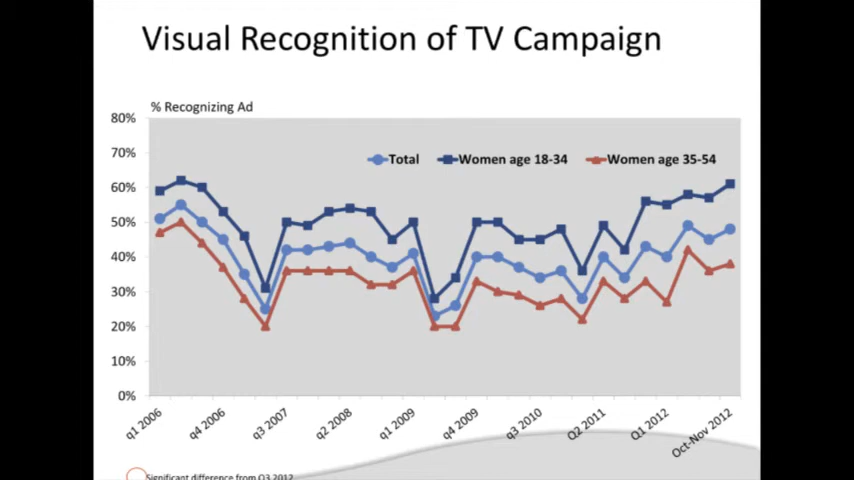 Visual Recognition of TV Campaign
% Recognizing Ad
80%
70%
60%
50%
40%
30%
20%
10%
0%
Total
Women age 18-34
Women age 35-54
q1 2006
q4 2006
q3 2007
q2 2008
q1 2009
q4 2009
q3 2010
Q2 2011
Q1 2012
Oct-Nov 2012
Significant difference from Q3 2012